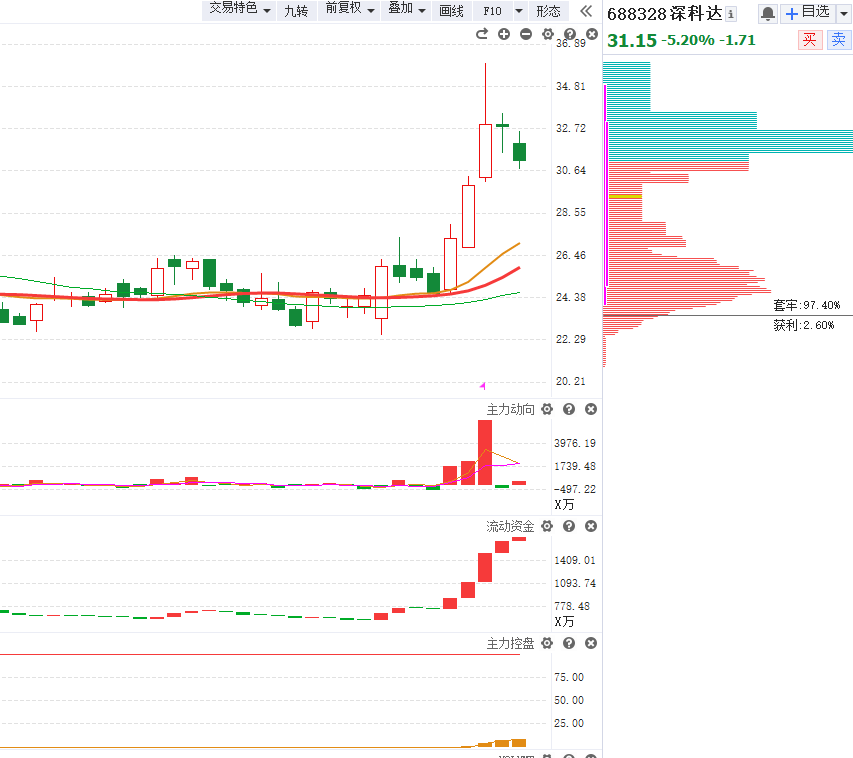 交易特色 九转 前复权 叠加 画线 F10 形态
688328 深科达 自选
31.15 -5.20% -1.71 买 卖
36.89
34.81
32.72
30.64
28.55
26.46
24.38
22.29
20.21
套牢:97.40%
获利:2.60%
主力动向
3976.19
1739.48
-497.22
X万
流动资金
1409.01
1093.74
778.48
X万
主力控盘
75.00
50.00
25.00